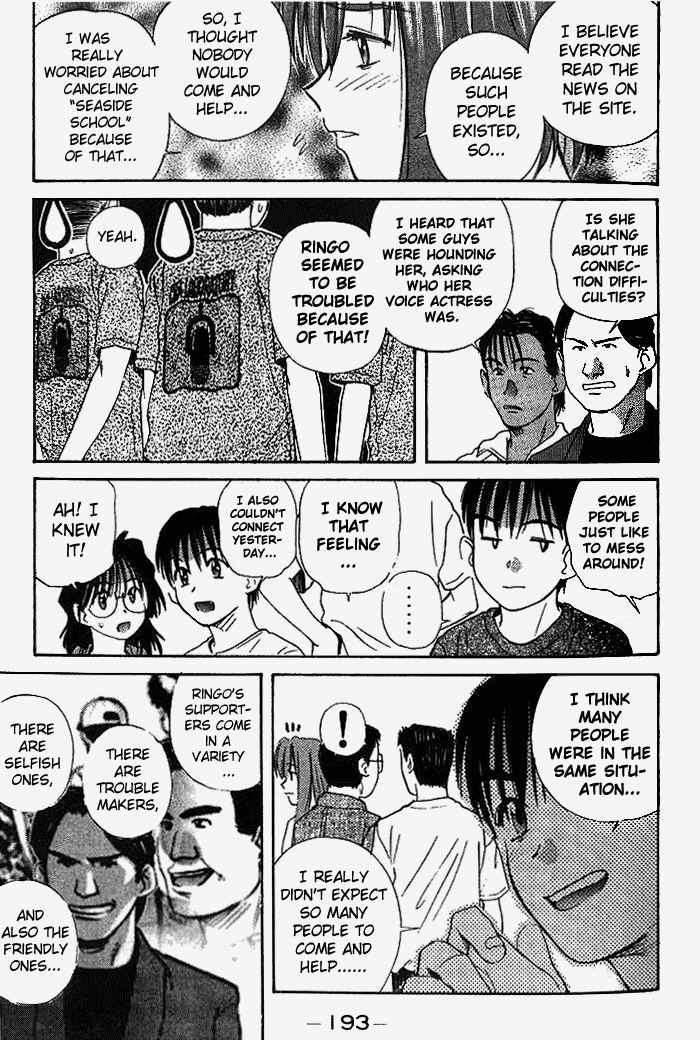 I BELIEVE
EVERYONE
READ THE
NEWS ON
THE SITE.
BECAUSE
SUCH
PEOPLE
EXISTED,
SO...
SO, I
THOUGHT
NOBODY
WOULD
COME AND
HELP...
I WAS
REALLY
WORRIED ABOUT
CANCELING
"SEASIDE
SCHOOL"
BECAUSE
OF THAT...
IS SHE
TALKING
ABOUT THE
CONNEC-
TION DIFFI-
CULTIES?
I HEARD THAT
SOME GUYS
WERE HOUNDING
HER, ASKING
WHO HER
VOICE ACTRESS
WAS.
RINGO
SEEMED
TO BE
TROUBLED
BECAUSE
OF THAT!
YEAH.
SOME
PEOPLE
JUST LIKE
TO MESS
AROUND!
I KNOW
THAT
FEELING
...
.....
I ALSO
COULDN'T
CONNECT
YESTER-
DAY...
AH! I
KNEW
IT!
I THINK
MANY
PEOPLE
WERE IN THE
SAME SITU-
ATION...
!
I REALLY
DIDN'T EXPECT
SO MANY
PEOPLE TO
COME AND
HELP......
RINGO'S
SUPPORT-
ERS COME
IN A
VARIETY
...
THERE
ARE
TROUBLE
MAKERS,
THERE
ARE
SELFISH
ONES,
AND
ALSO THE
FRIENDLY
ONES...
– 193 –